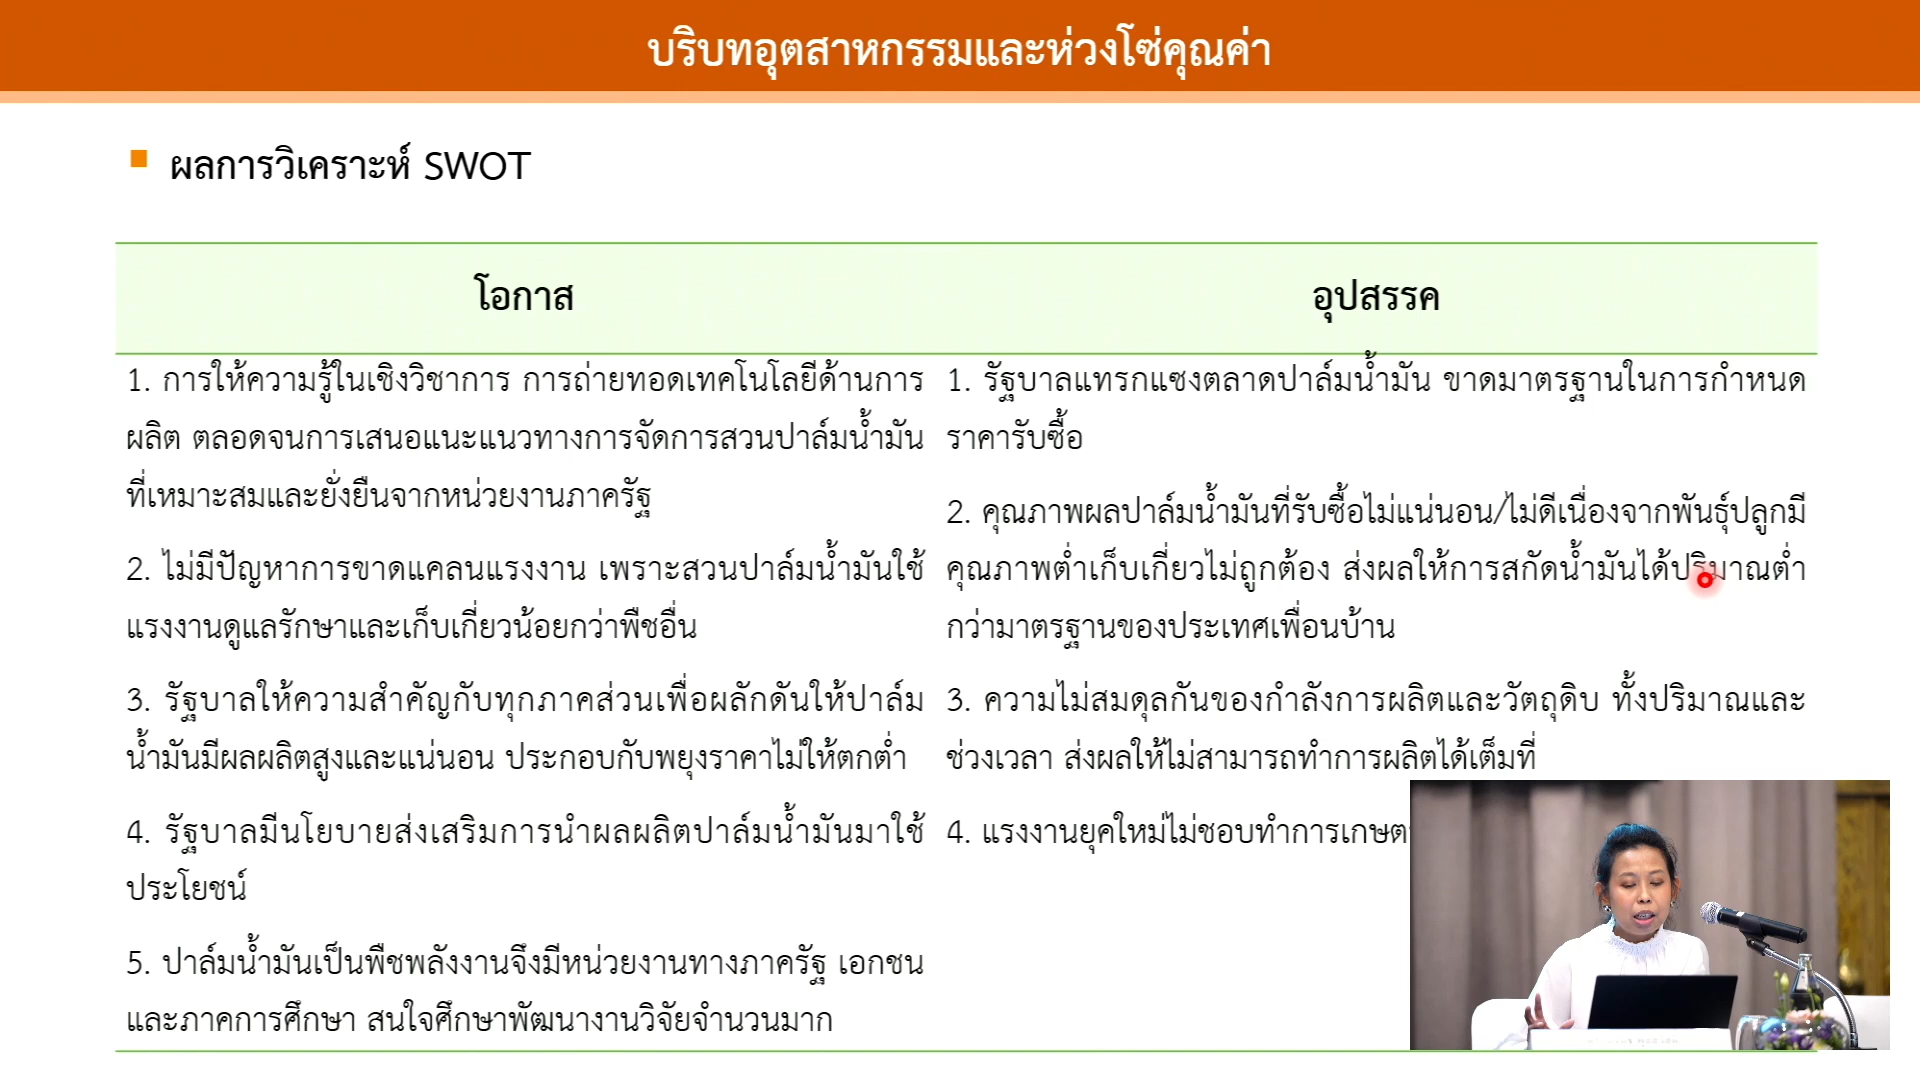 บริบทอุตสาหกรรมและห่วงโซ่คุณค่า
ผลการวิเคราะห์ SWOT
โอกาส
1. การให้ความรู้ในเชิงวิชาการ การถ่ายทอดเทคโนโลยีด้านการ
ผลิต ตลอดจนการเสนอแนะแนวทางการจัดการสวนปาล์มน้ำมัน
ที่เหมาะสมและยั่งยืนจากหน่วยงานภาครัฐ
2. ไม่มีปัญหาการขาดแคลนแรงงาน เพราะสวนปาล์มน้ำมันใช้
แรงงานดูแลรักษาและเก็บเกี่ยวน้อยกว่าพืชอื่น
3. รัฐบาลให้ความสำคัญกับทุกภาคส่วนเพื่อผลักดันให้ปาล์ม
น้ำมันมีผลผลิตสูงและแน่นอน ประกอบกับพยุงราคาไม่ให้ตกต่ำ
4. รัฐบาลมีนโยบายส่งเสริมการนำผลผลิตปาล์มน้ำมันมาใช้
ประโยชน์
5. ปาล์มน้ำมันเป็นพืชพลังงานจึงมีหน่วยงานทางภาครัฐ เอกชน
และภาคการศึกษา สนใจศึกษาพัฒนางานวิจัยจำนวนมาก
อุปสรรค
1. รัฐบาลแทรกแซงตลาดปาล์มน้ำมัน ขาดมาตรฐานในการกำหนด
ราคารับซื้อ
2. คุณภาพผลปาล์มน้ำมันที่รับซื้อไม่แน่นอน/ไม่ดีเนื่องจากพันธุ์ปลูกมี
คุณภาพต่ำเก็บเกี่ยวไม่ถูกต้อง ส่งผลให้การสกัดน้ำมันได้ปริมาณต่ำ
กว่ามาตรฐานของประเทศเพื่อนบ้าน
3. ความไม่สมดุลกันของกำลังการผลิตและวัตถุดิบ ทั้งปริมาณและ
ช่วงเวลา ส่งผลให้ไม่สามารถทำการผลิตได้เต็มที่
4. แรงงานยุคใหม่ไม่ชอบทำการเกษต